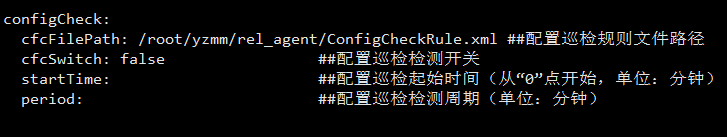 configCheck:
  cfcFilePath: /root/yzmm/rel_agent/ConfigCheckRule.xml ##配置巡检规则文件路径
  cfcSwitch: false                    ##配置巡检检测开关
  startTime:                          ##配置巡检起始时间（从“0”点开始，单位：分钟）
  period:                             ##配置巡检检测周期（单位：分钟）